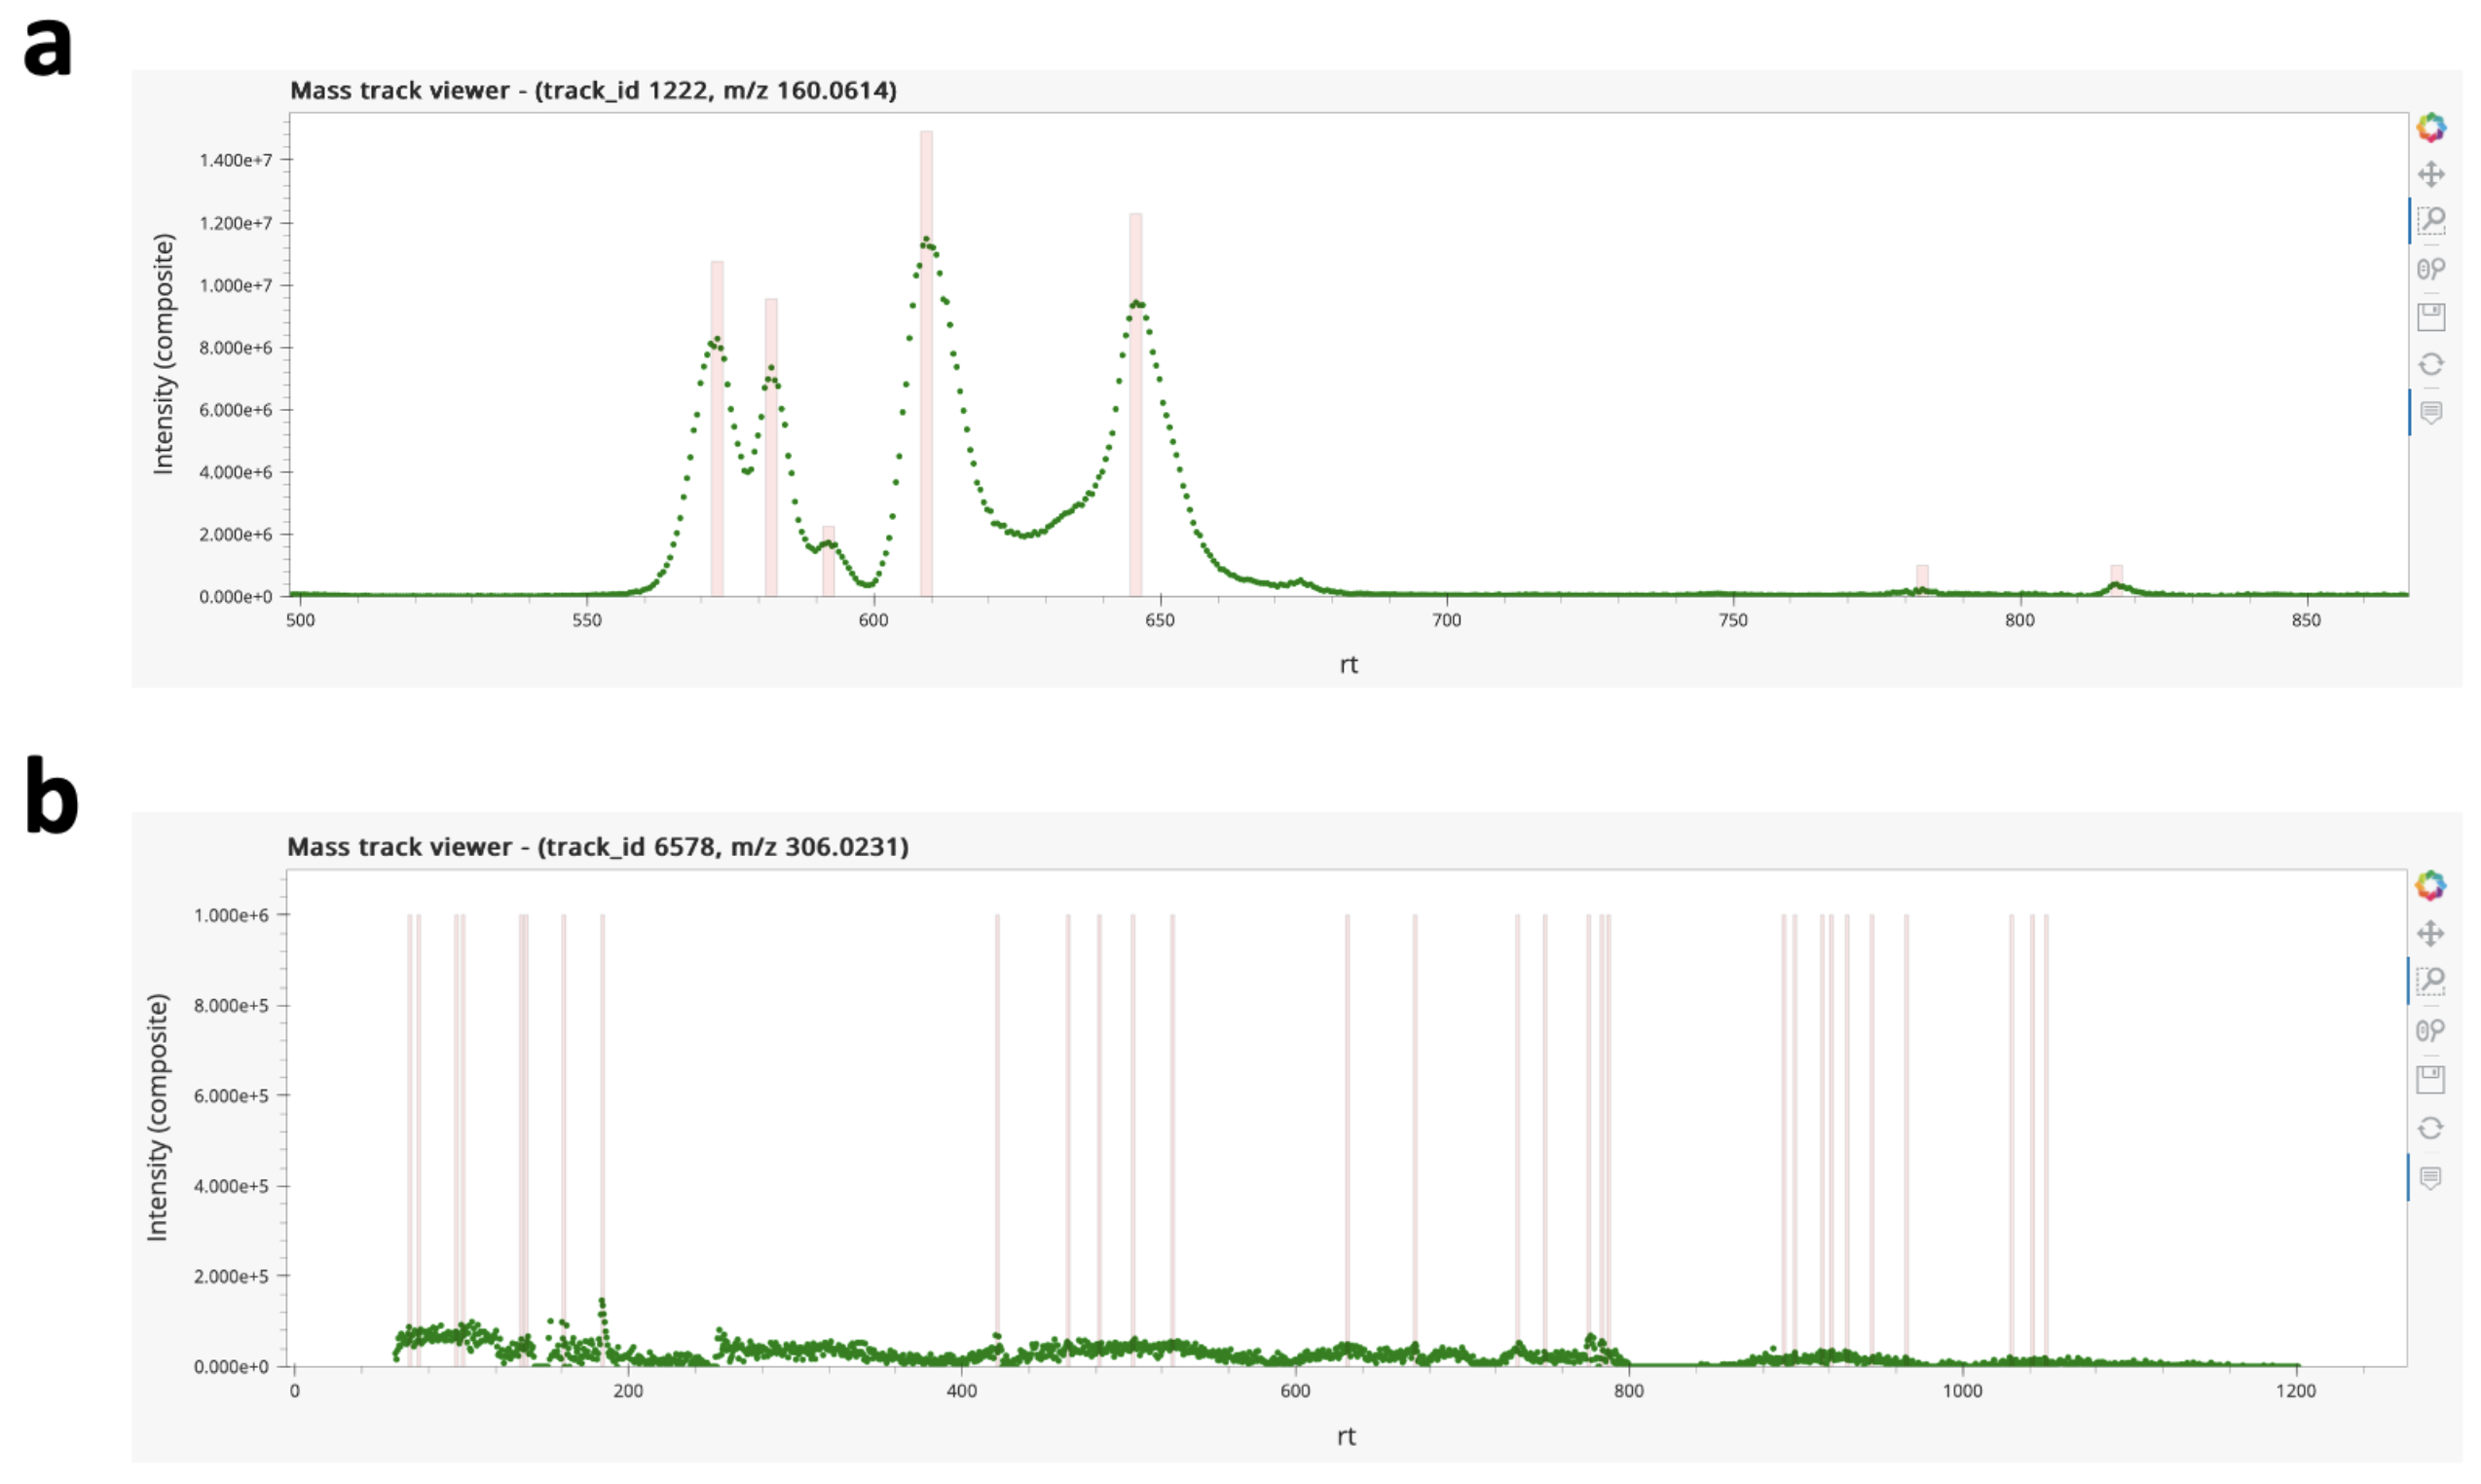 a
Mass track viewer - (track_id 1222, m/z 160.0614)
Intensity (composite)
1.400e+7
1.200e+7
1.000e+7
8.000e+6
6.000e+6
4.000e+6
2.000e+6
0.000e+0
500 550 600 650 700 750 800 850
rt
b
Mass track viewer - (track_id 6578, m/z 306.0231)
Intensity (composite)
1.000e+6
8.000e+5
6.000e+5
4.000e+5
2.000e+5
0.000e+0
0 200 400 600 800 1000 1200
rt